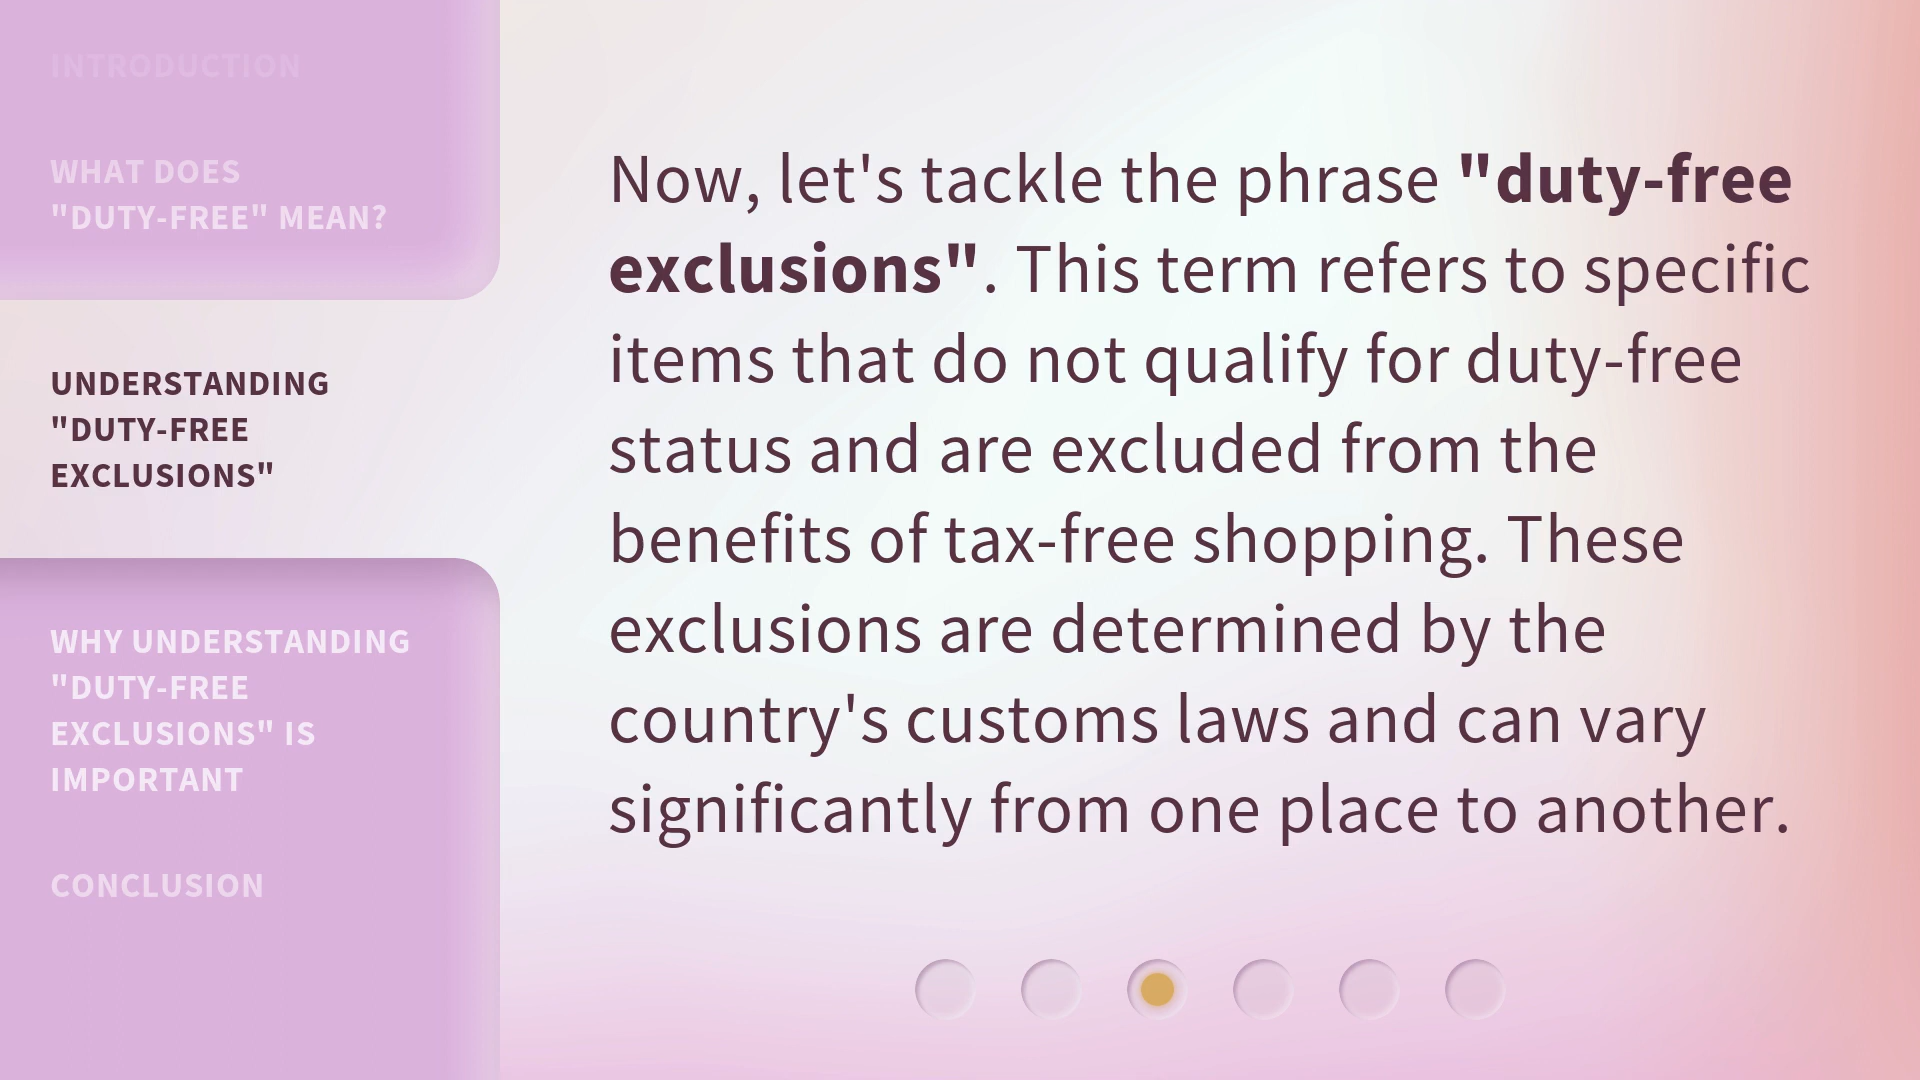 INTRODUCTION
WHAT DOES
"DUTY-FREE" MEAN?
UNDERSTANDING
"DUTY-FREE
EXCLUSIONS"
WHY UNDERSTANDING
"DUTY-FREE
EXCLUSIONS" IS
IMPORTANT
CONCLUSION
Now, let's tackle the phrase "duty-free
exclusions". This term refers to specific
items that do not qualify for duty-free
status and are excluded from the
benefits of tax-free shopping. These
exclusions are determined by the
country's customs laws and can vary
significantly from one place to another.